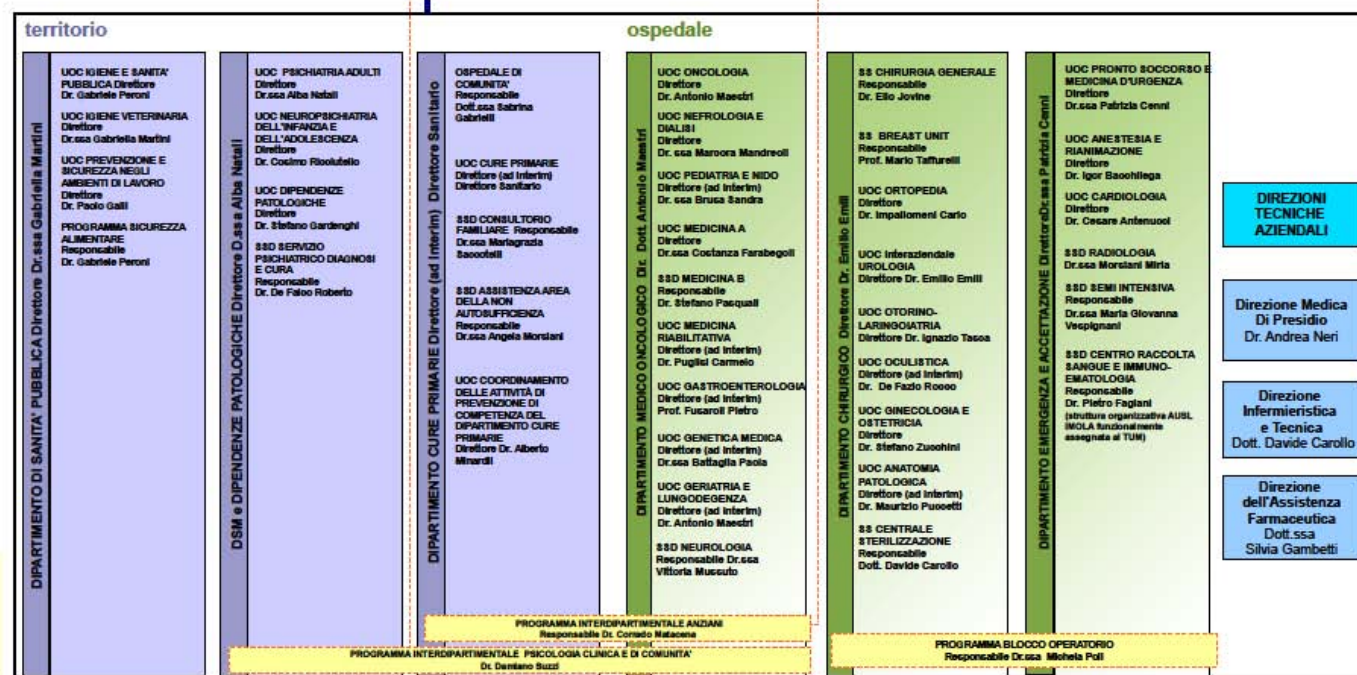 territorio
ospedale
DIPARTIMENTO DI SANITA' PUBBLICA Direttore Dr.ssa Gabriella Martini
UOC IGIENE E SANITA'
PUBBLICA Direttore
Dr. Gabriele Peroni
UOC IGIENE VETERINARIA
Direttore
Dr.ssa Gabriella Martini
UOC PREVENZIONE E
SICUREZZA NEGLI
AMBIENTI DI LAVORO
Direttore
Dr. Paolo Galli
PROGRAMMA SICUREZZA
ALIMENTARE
Responsabile
Dr. Gabriele Peroni
DSM e DIPENDENZE PATOLOGICHE Direttore D.ssa Alba Natali
UOC PSICHIATRIA ADULTI
Direttore
Dr.ssa Alba Natali
UOC NEUROPSICHIATRIA
DELL'INFANZIA E
DELL'ADOLESCENZA
Direttore
Dr. Cosimo Ricciutello
UOC DIPENDENZE
PATOLOGICHE
Direttore
Dr. Stefano Gardenghi
SSD SERVIZIO
PSICHIATRICO DIAGNOSI
E CURA
Responsabile
Dr. De Falco Roberto
DIPARTIMENTO CURE PRIMARIE Direttore (ad Interim) Direttore Sanitario
OSPEDALE DI
COMUNITA'
Responsabile
Dott.ssa Sabrina
Gabrielli
UOC CURE PRIMARIE
Direttore (ad Interim)
Direttore Sanitario
SSD CONSULTORIO
FAMILIARE Responsabile
Dr.ssa Mariagrazia
Saccotelli
SSD ASSISTENZA AREA
DELLA NON
AUTOSUFFICIENZA
Responsabile
Dr.ssa Angela Morsiani
UOC COORDINAMENTO
DELLE ATTIVITÀ DI
PREVENZIONE DI
COMPETENZA DEL
DIPARTIMENTO CURE
PRIMARIE
Direttore Dr. Alberto
Minardi
DIPARTIMENTO MEDICO ONCOLOGICO Dir. Dott. Antonio Maestri
UOC ONCOLOGIA
Direttore
Dr. Antonio Maestri
UOC NEFROLOGIA E
DIALISI
Direttore
Dr. ssa Marcora Mandreoli
UOC PEDIATRIA E NIDO
Direttore (ad Interim)
Dr. ssa Brusa Sandra
UOC MEDICINA A
Direttore
Dr.ssa Costanza Farabegoli
SSD MEDICINA B
Responsabile
Dr. Stefano Pasquali
UOC MEDICINA
RIABILITATIVA
Direttore (ad Interim)
Dr. Puglisi Carmelo
UOC GASTROENTEROLOGIA
Direttore (ad Interim)
Prof. Fusaroli Pietro
UOC GENETICA MEDICA
Direttore (ad Interim)
Dr.ssa Battaglia Paola
UOC GERIATRIA E
LUNGODEGENZA
Direttore (ad Interim)
Dr. Antonio Maestri
SSD NEUROLOGIA
Responsabile Dr.ssa
Vittoria Mussuto
DIPARTIMENTO CHIRURGICO Direttore Dr. Emilio Emili
SS CHIRURGIA GENERALE
Responsabile
Dr. Elio Jovine
SS BREAST UNIT
Responsabile
Prof. Mario Taffurelli
UOC ORTOPEDIA
Direttore
Dr. Impallomeni Carlo
UOC Interaziendale
UROLOGIA
Direttore Dr. Emilio Emili
UOC OTORINO-
LARINGOIATRIA
Direttore Dr. Ignazio Tasca
UOC OCULISTICA
Direttore (ad Interim)
Dr. De Fazio Rocco
UOC GINECOLOGIA E
OSTETRICIA
Direttore
Dr. Stefano Zucchini
UOC ANATOMIA
PATOLOGICA
Direttore (ad Interim)
Dr. Maurizio Puccetti
SS CENTRALE
STERILIZZAZIONE
Responsabile
Dott. Davide Carollo
DIPARTIMENTO EMERGENZA E ACCETTAZIONE DirettoreDr.ssa Patrizia Cenni
UOC PRONTO SOCCORSO E
MEDICINA D'URGENZA
Direttore
Dr.ssa Patrizia Cenni
UOC ANESTESIA E
RIANIMAZIONE
Direttore
Dr. Igor Bacchilega
UOC CARDIOLOGIA
Direttore
Dr. Cesare Antenucci
SSD RADIOLOGIA
Dr.ssa Morsiani Miria
SSD SEMI INTENSIVA
Responsabile
Dr.ssa Maria Giovanna
Vespignani
SSD CENTRO RACCOLTA
SANGUE E IMMUNO-
EMATOLOGIA
Responsabile
Dr. Pietro Fagiani
(struttura organizzativa AUSL
IMOLA funzionalmente
assegnata al TUM)
DIREZIONI
TECNICHE
AZIENDALI
Direzione Medica
Di Presidio
Dr. Andrea Neri
Direzione
Infermieristica
e Tecnica
Dott. Davide Carollo
Direzione
dell'Assistenza
Farmaceutica
Dott.ssa
Silvia Gambetti
PROGRAMMA INTERDIPARTIMENTALE ANZIANI
Responsabile Dr. Corrado Matacena
PROGRAMMA INTERDIPARTIMENTALE PSICOLOGIA CLINICA E DI COMUNITA'
Dr. Damiano Suzzi
PROGRAMMA BLOCCO OPERATORIO
Responsabile Dr.ssa Michela Poli